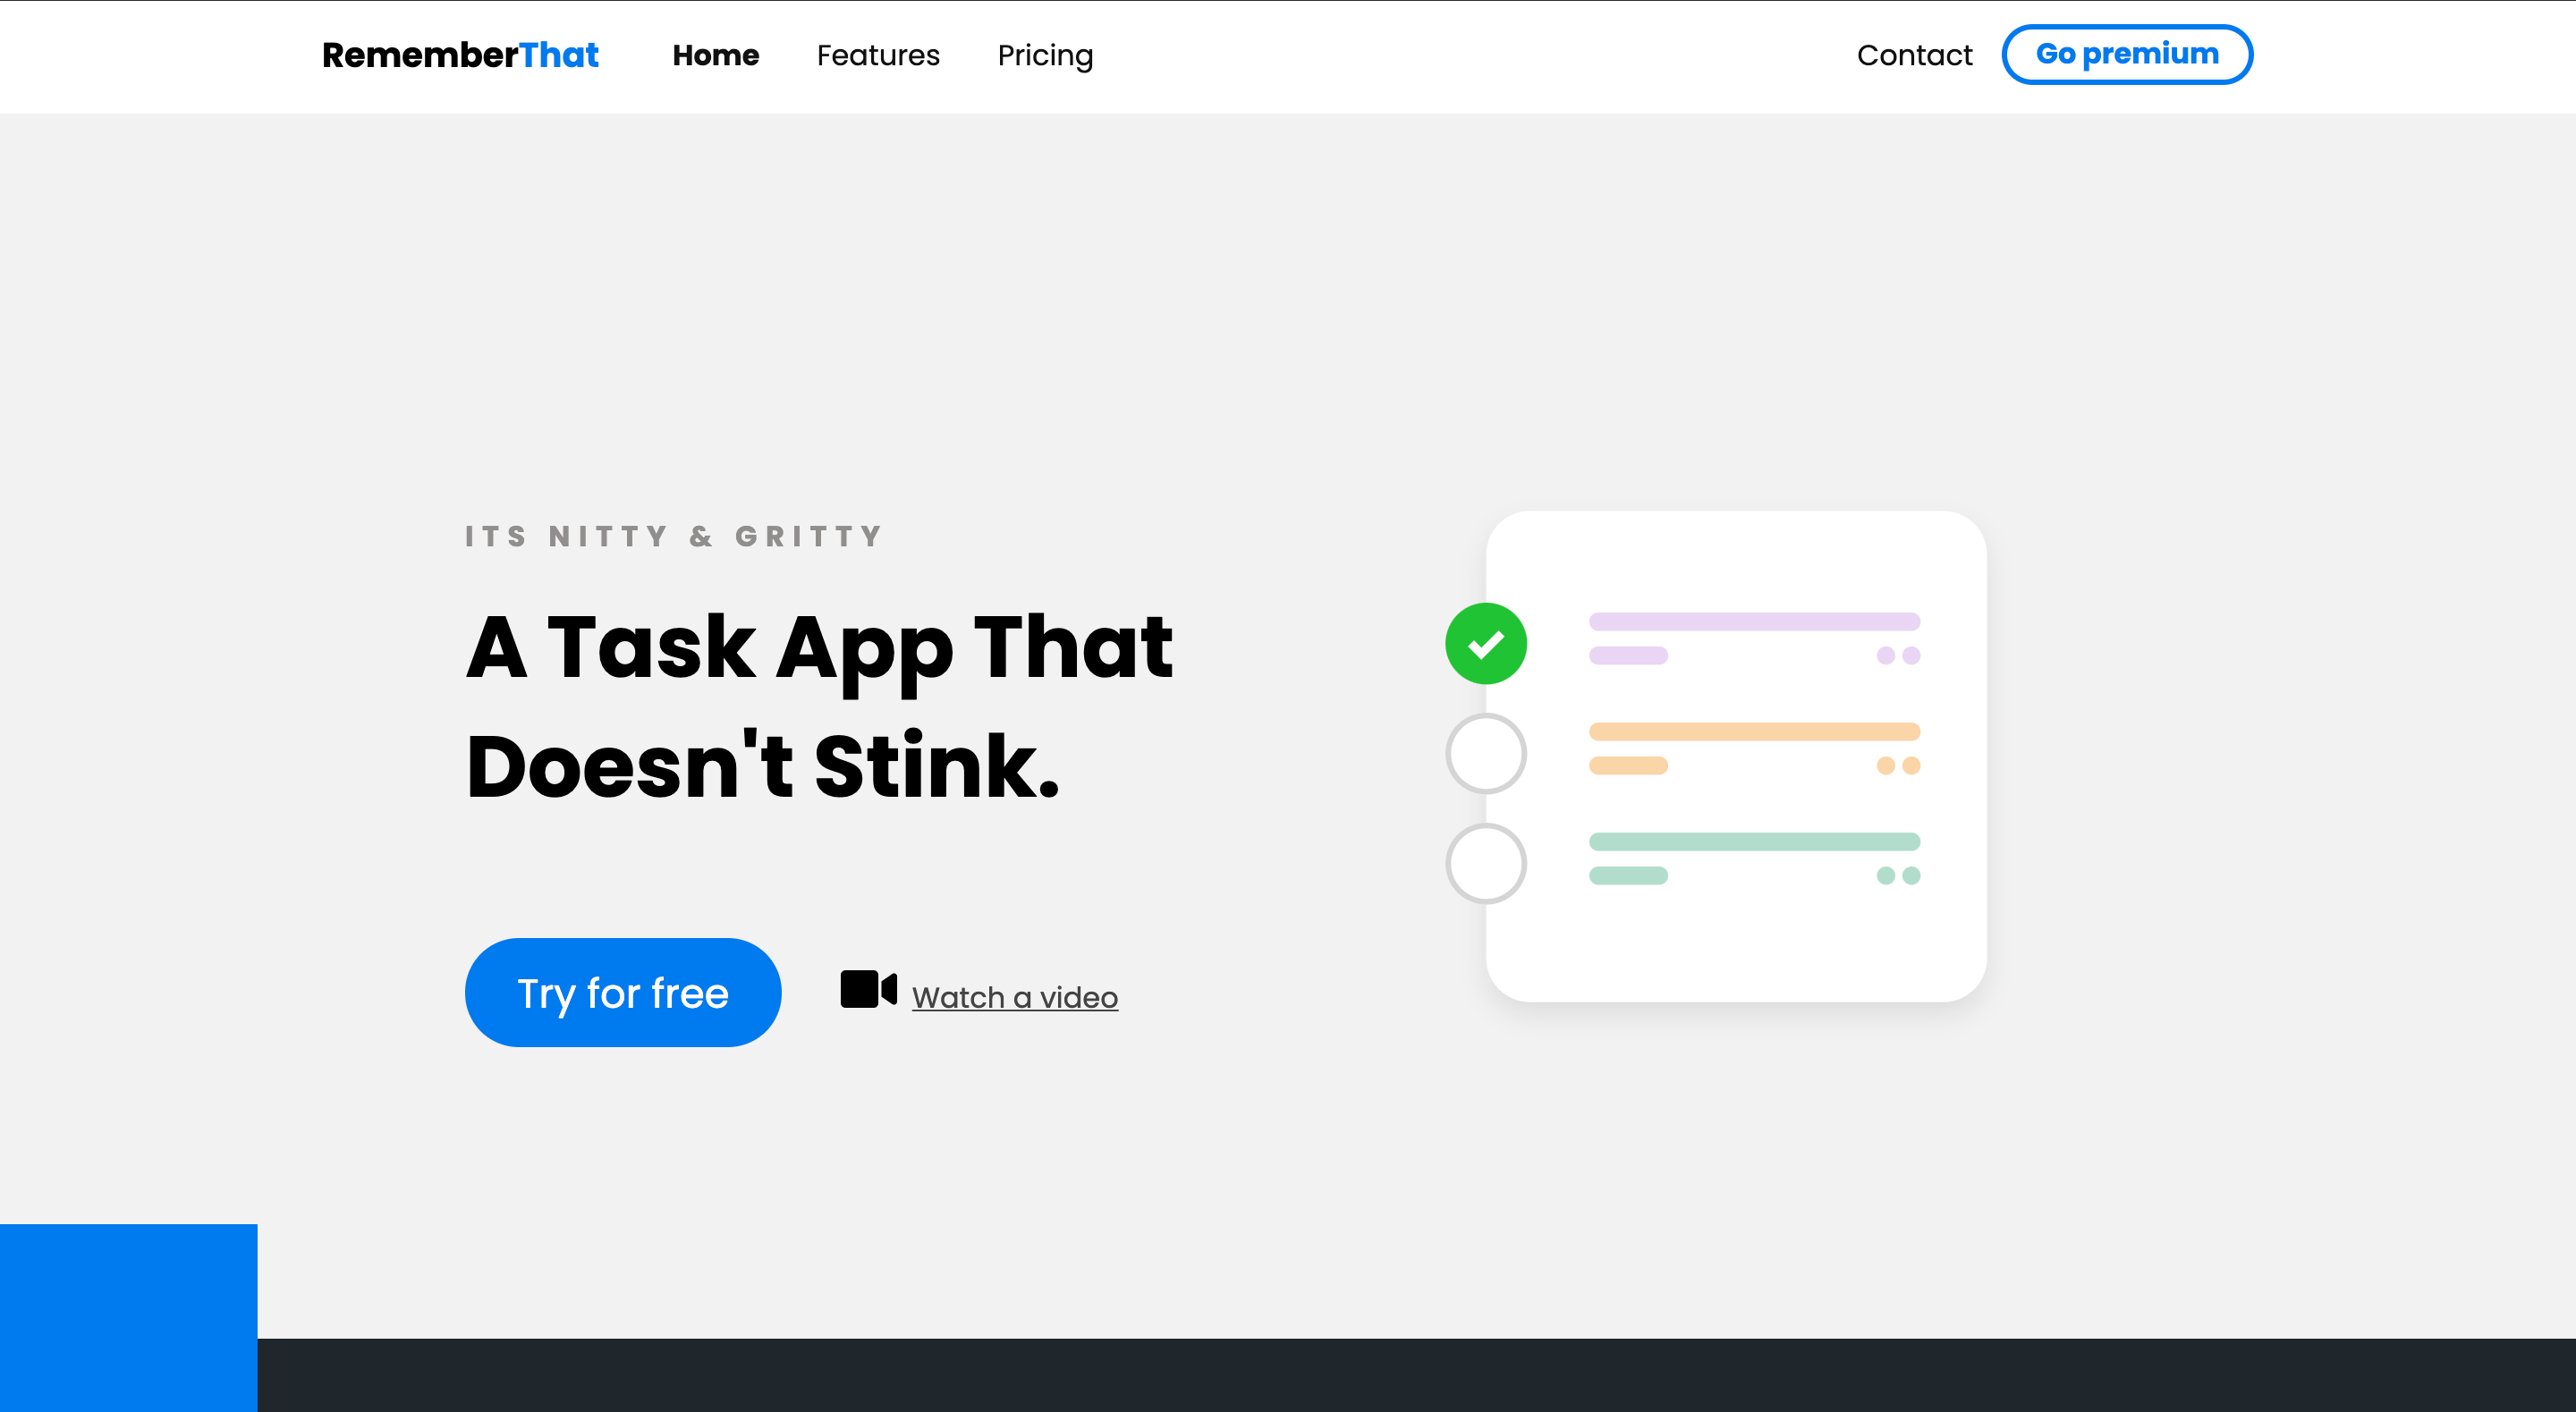 RememberThat Home Features Pricing Contact Go premium
ITS NITTY & GRITTY
A Task App That
Doesn't Stink.
Try for free Watch a video